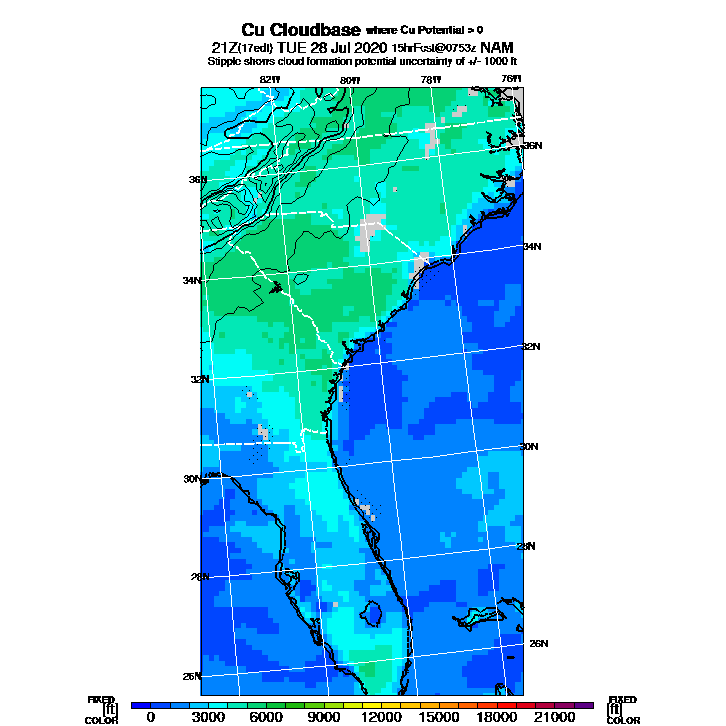 Cu Cloudbase where Cu Potential > 0
21Z(17edt) TUE 28 Jul 2020 15hrFcst@0753z NAM
Stipple shows cloud formation potential uncertainty of +/- 1000 ft
82W 80W 78W 76W
36N
36N
34N
34N
32N
32N
30N
30N
28N
28N
26N
26N
FIXED FIXED
[ft] [ft]
COLOR 0 3000 6000 9000 12000 15000 18000 21000 COLOR